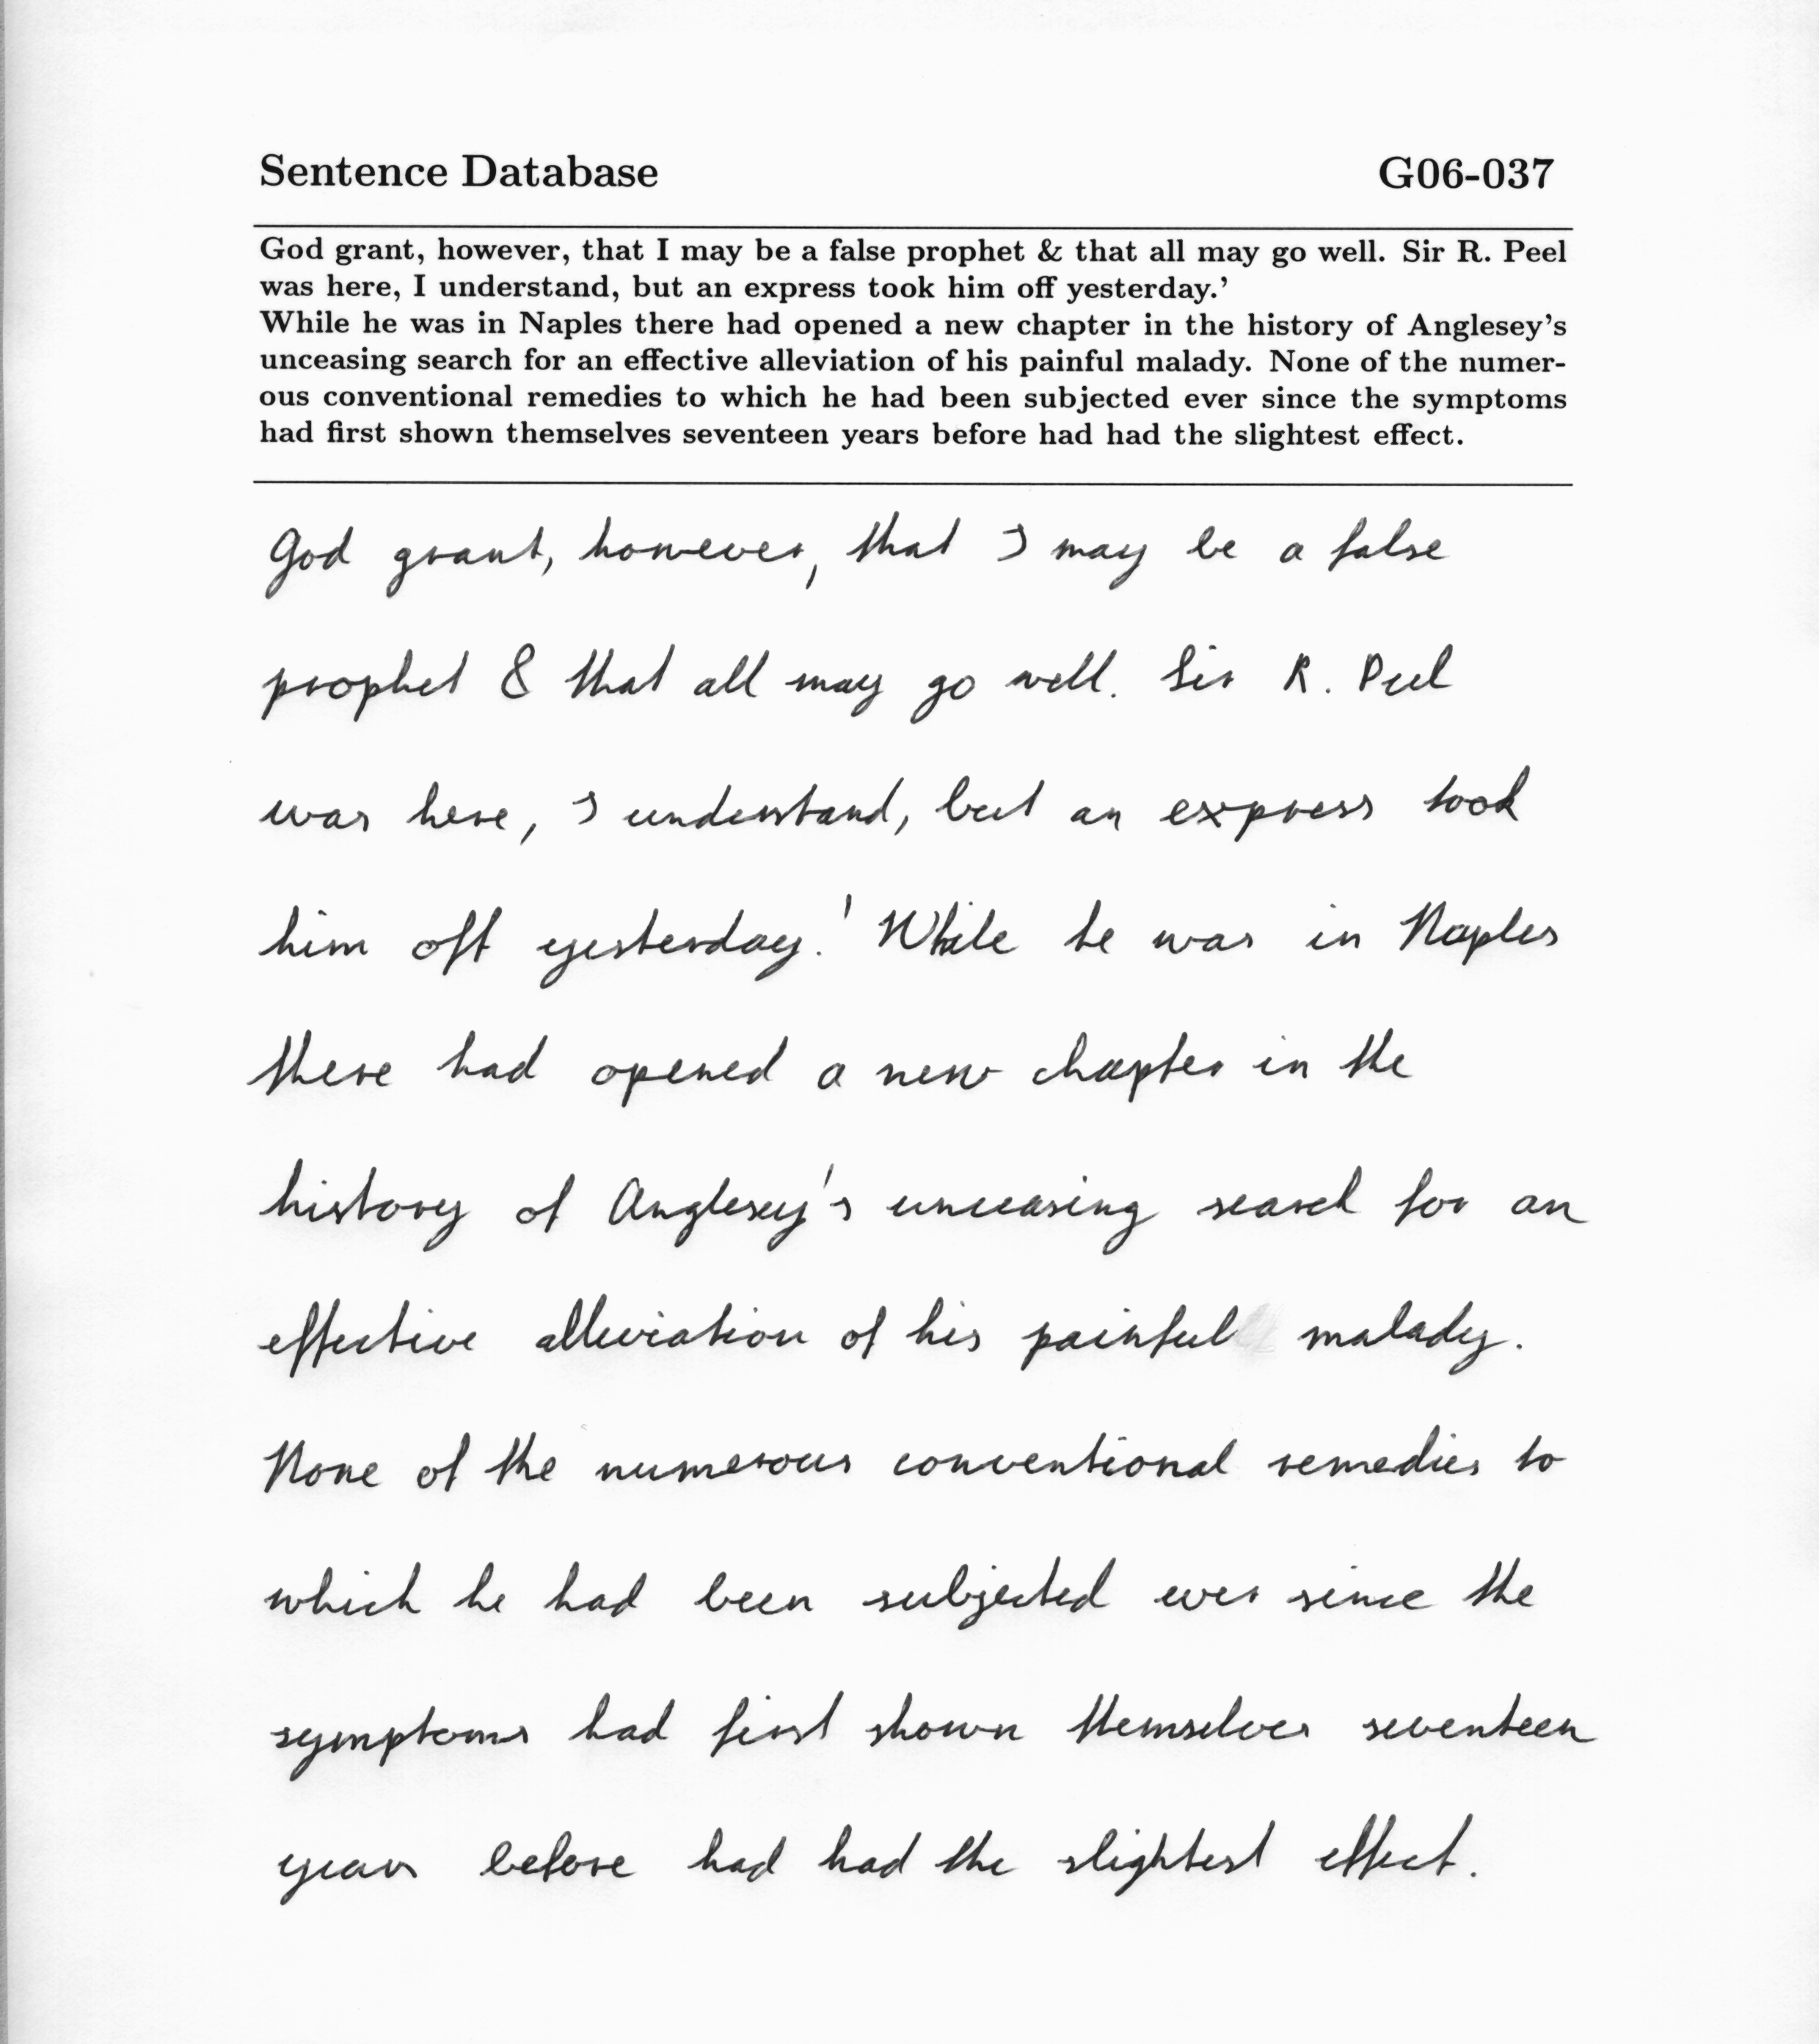 Sentence Database G06-037
God grant, however, that I may be a false prophet & that all may go well. Sir R. Peel
was here, I understand, but an express took him off yesterday.’
While he was in Naples there had opened a new chapter in the history of Anglesey’s
unceasing search for an effective alleviation of his painful malady. None of the numer-
ous conventional remedies to which he had been subjected ever since the symptoms
had first shown themselves seventeen years before had had the slightest effect.
God grant, however, that I may be a false
prophet & that all may go well. Sir R. Peel
was here, I understand, but an express took
him off yesterday.' While he was in Naples
there had opened a new chapter in the
history of Anglesey's unceasing search for an
effective alleviation of his painful malady.
None of the numerous conventional remedies to
which he had been subjected ever since the
symptoms had first shown themselves seventeen
years before had had the slightest effect.